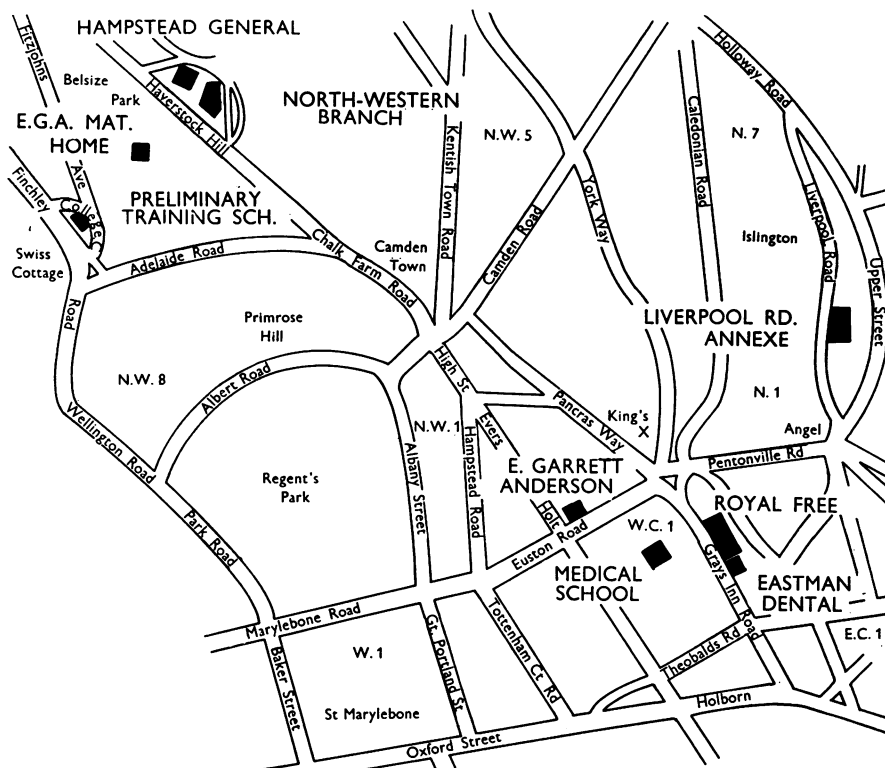 HAMPSTEAD GENERAL
Fitzjohns
Ave
Belsize
Park
Haverstock Hill
E.G.A. MAT.
HOME
NORTH-WESTERN
BRANCH
N.W. 5
Kentish Town Road
Holloway Road
Caledonian Road
N. 7
York Way
Camden Road
Liverpool Road
Islington
Upper Street
Finchley
Road
College C
PRELIMINARY
TRAINING SCH.
Swiss
Cottage
Adelaide Road
Chalk Farm Road
Camden
Town
Primrose
Hill
LIVERPOOL RD.
ANNEXE
N.W. 8
Albert Road
High St
N.W. 1
Evers
Holt
Pancras Way
King's
N. 1
Angel
Pentonville Rd
Wellington Road
Regent's
Park
Albany Street
Hampstead Road
E. GARRETT
ANDERSON
ROYAL FREE
Park Road
Euston Road
W.C. 1
MEDICAL
SCHOOL
Grays Inn Road
EASTMAN
DENTAL
Marylebone Road
E.C. 1
Baker Street
W. 1
Gt. Portland St
Tottenham Ct Rd
Theobalds Rd
St Marylebone
Holborn
Oxford Street